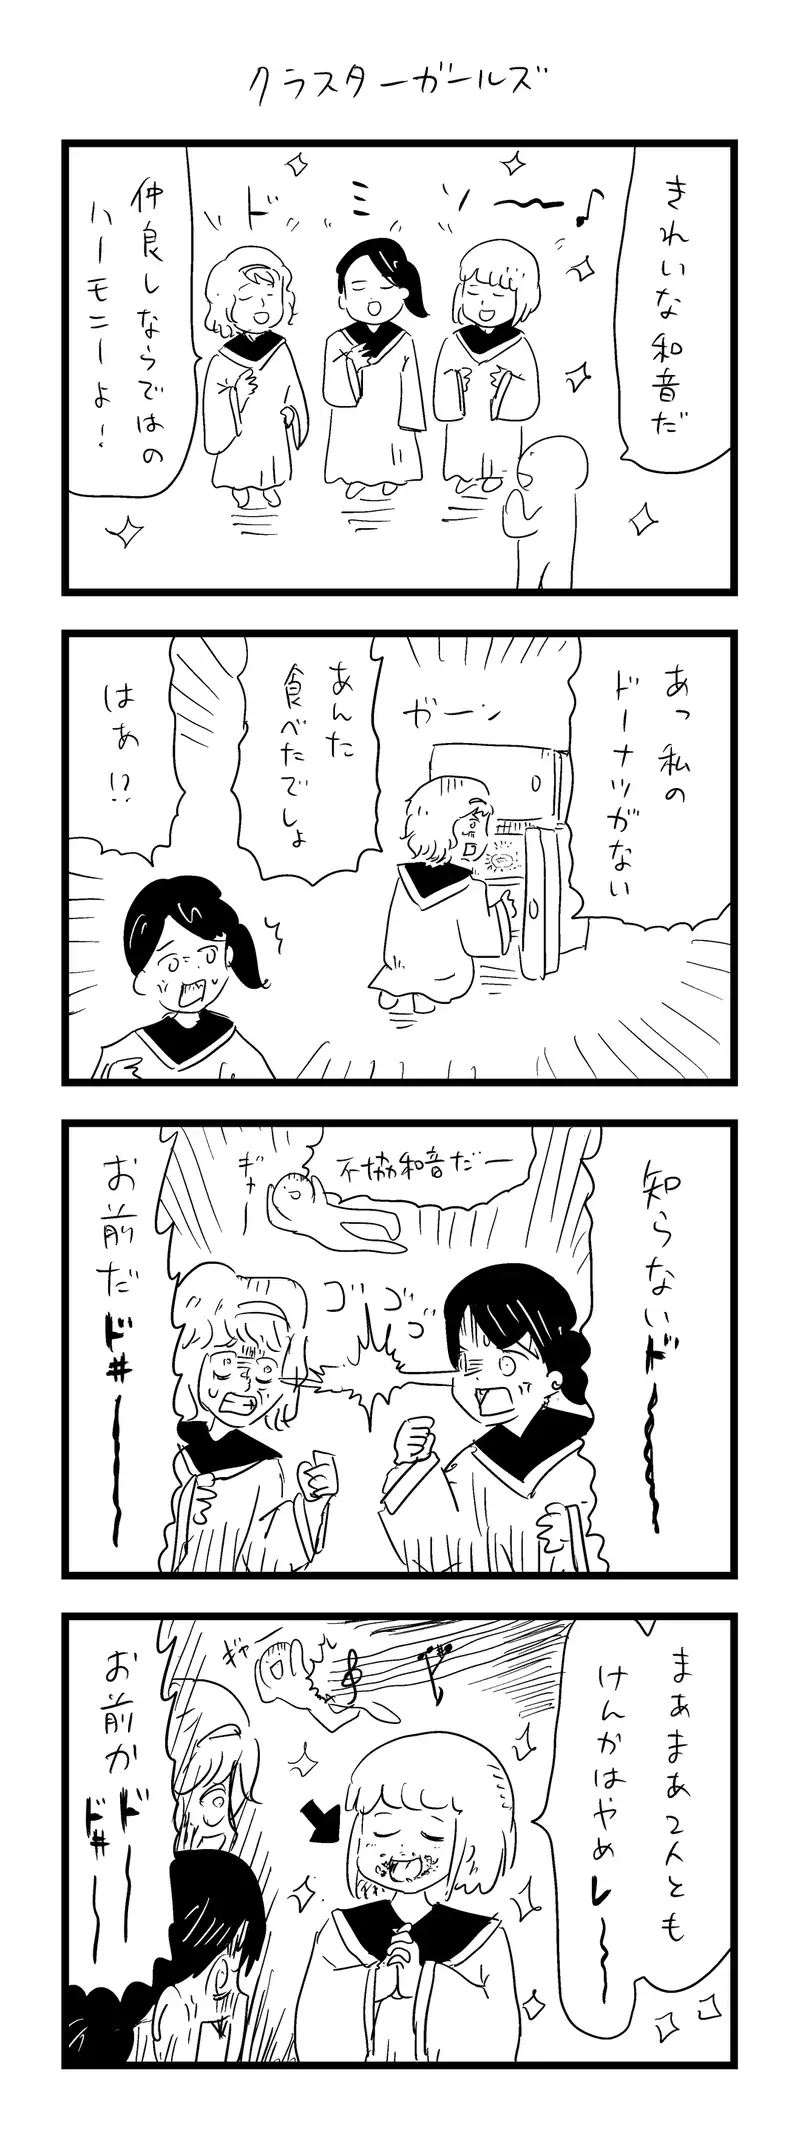 クラスターガールズ
きれいな和音だ
ド ミ ソ〜〜♪
仲良しならではの
ハーモニーよ!
あっ私の
ドーナツがない
ガーン
あんた
食べたでしょ
はあ!?
知らないド〜〜〜
不協和音だー
ギャー
ゴゴゴ
お前だド#〜〜〜
まあまあ2人とも
けんかはやめレ〜〜
ギャー
お前かド〜〜
ド#〜〜